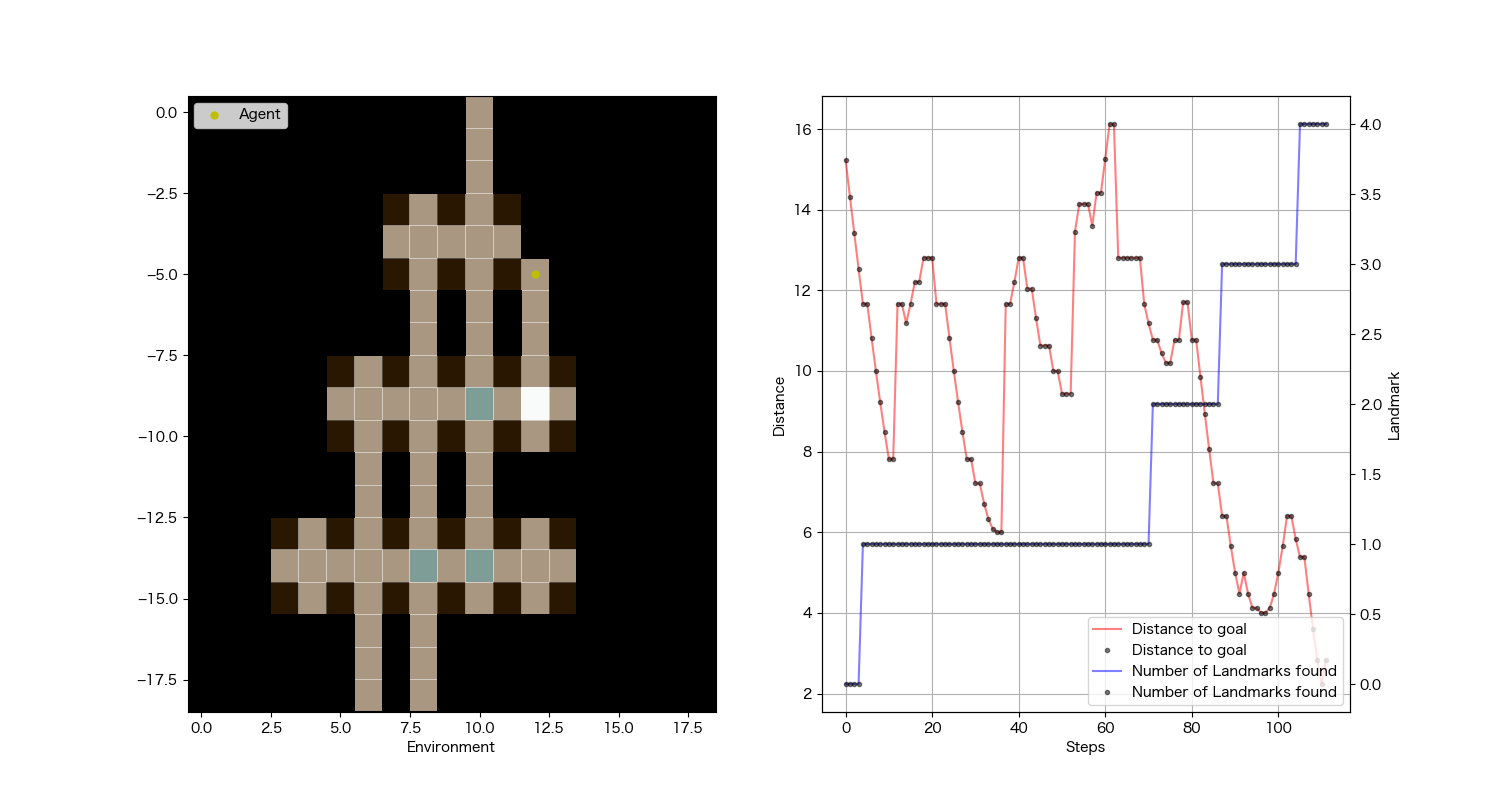 Agent
0.0
−2.5
−5.0
−7.5
−10.0
−12.5
−15.0
−17.5
0.0 2.5 5.0 7.5 10.0 12.5 15.0 17.5
Environment
16
14
12
10
8
6
4
2
Distance
4.0
3.5
3.0
2.5
2.0
1.5
1.0
0.5
0.0
Landmark
Distance to goal
Distance to goal
Number of Landmarks found
Number of Landmarks found
0 20 40 60 80 100
Steps